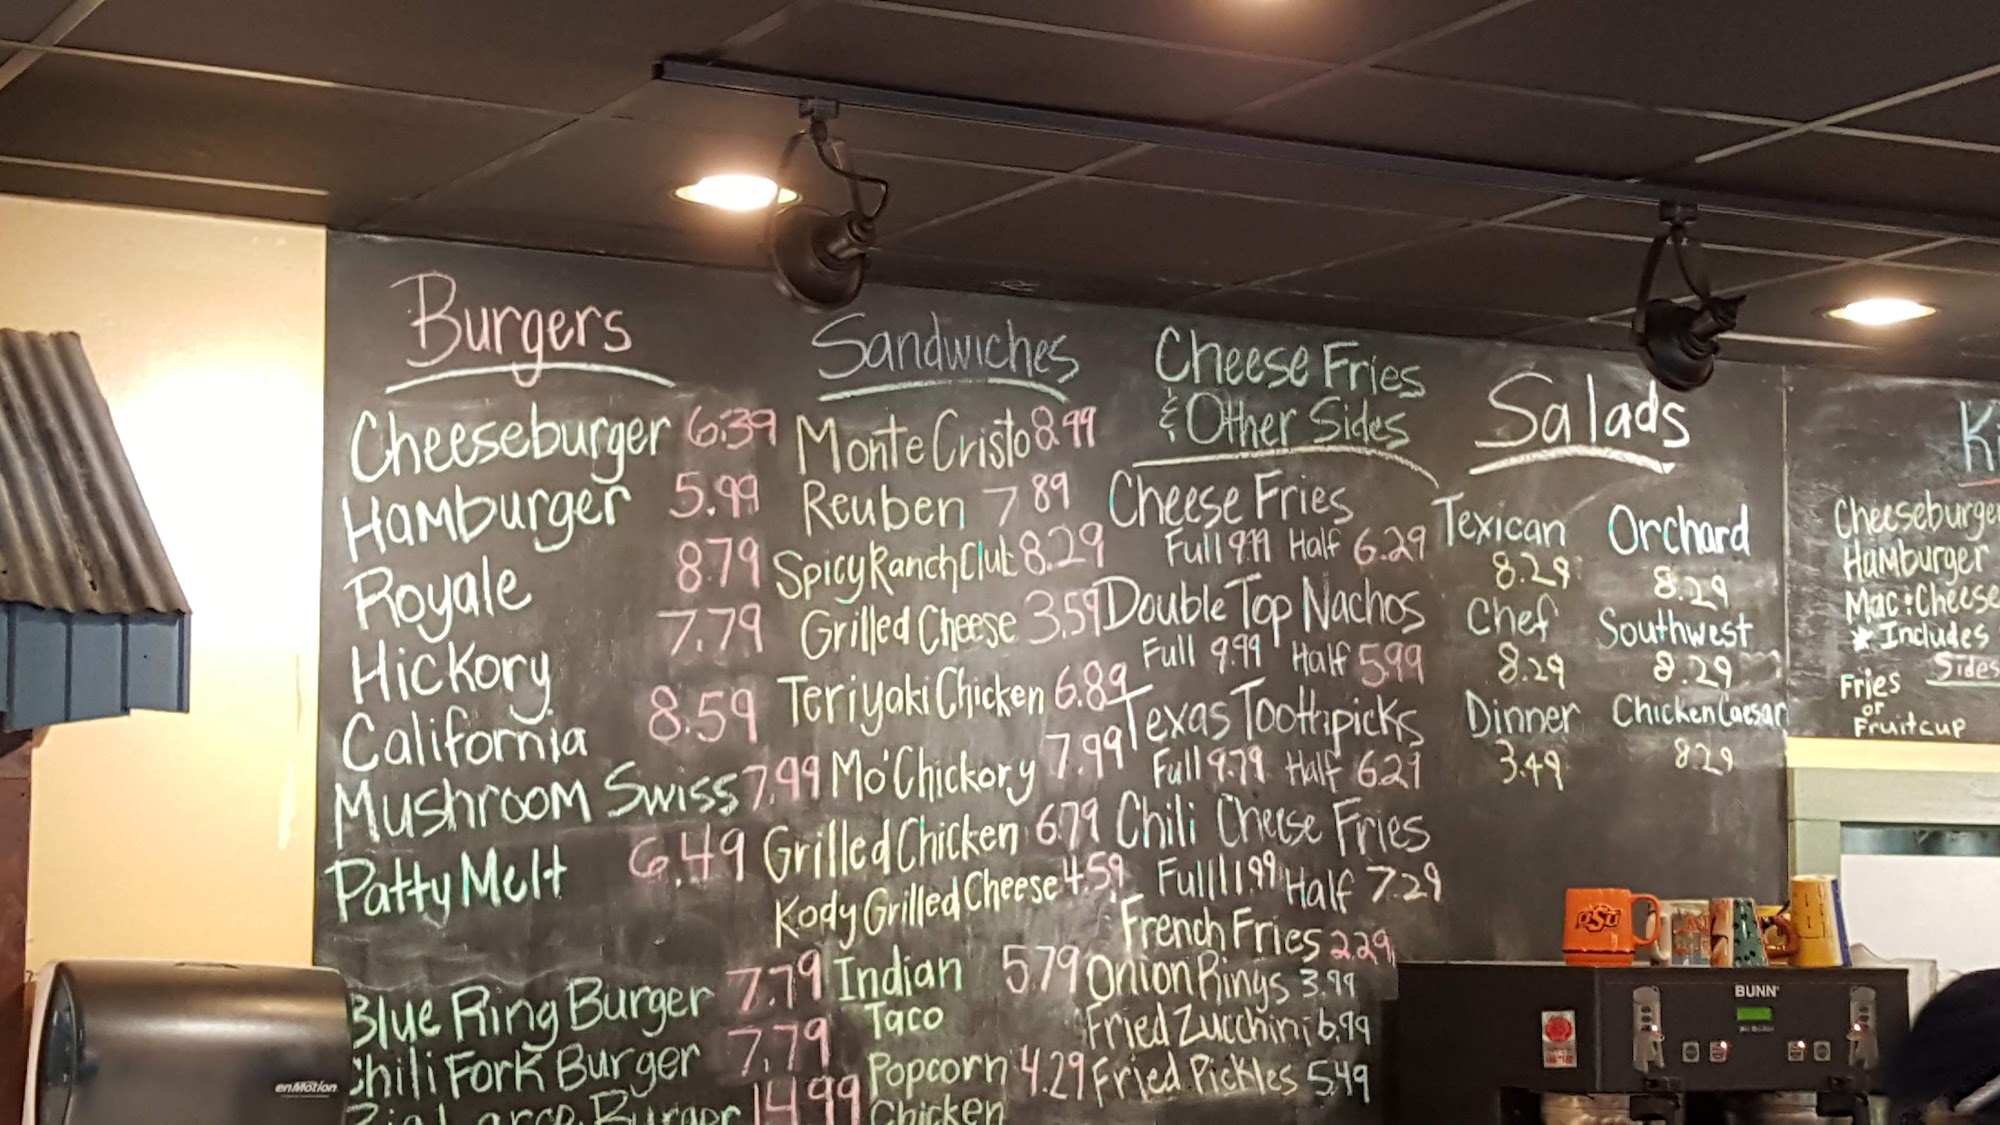 Burgers
Cheeseburger 6.39
Hamburger 5.99
Royale 8.79
Hickory 7.79
California 8.59
Mushroom Swiss 7.99
Patty Melt 6.49
Blue Ring Burger 7.79
Chili Fork Burger 7.79
Burger 14.99
Sandwiches
Monte Cristo 8.99
Reuben 7.89
Spicy Ranch Club 8.29
Grilled Cheese 3.59
Teriyaki Chicken 6.89
Mo'Chickory 7.99
Grilled Chicken 6.79
Kody Grilled Cheese 4.59
Indian 5.79
Taco
Popcorn 4.29
Chicken
Cheese Fries
& Other Sides
Cheese Fries
Full 9.99 Half 6.29
Double Top Nachos
Full 9.99 Half 5.99
Texas Toothpicks
Full 9.79 Half 6.29
Chili Cheese Fries
Full 11.99 Half 7.29
French Fries 2.29
Onion Rings 3.99
Fried Zucchini 6.99
Fried Pickles 5.49
Salads
Texican
8.29
Chef
8.29
Dinner
3.49
Orchard
8.29
Southwest
8.29
Chicken Caesar
8.29
Ki
Cheeseburger
Hamburger
Mac & Cheese
* Includes
Sides
Fries
or
Fruitcup
OSU
BUNN
enMotion